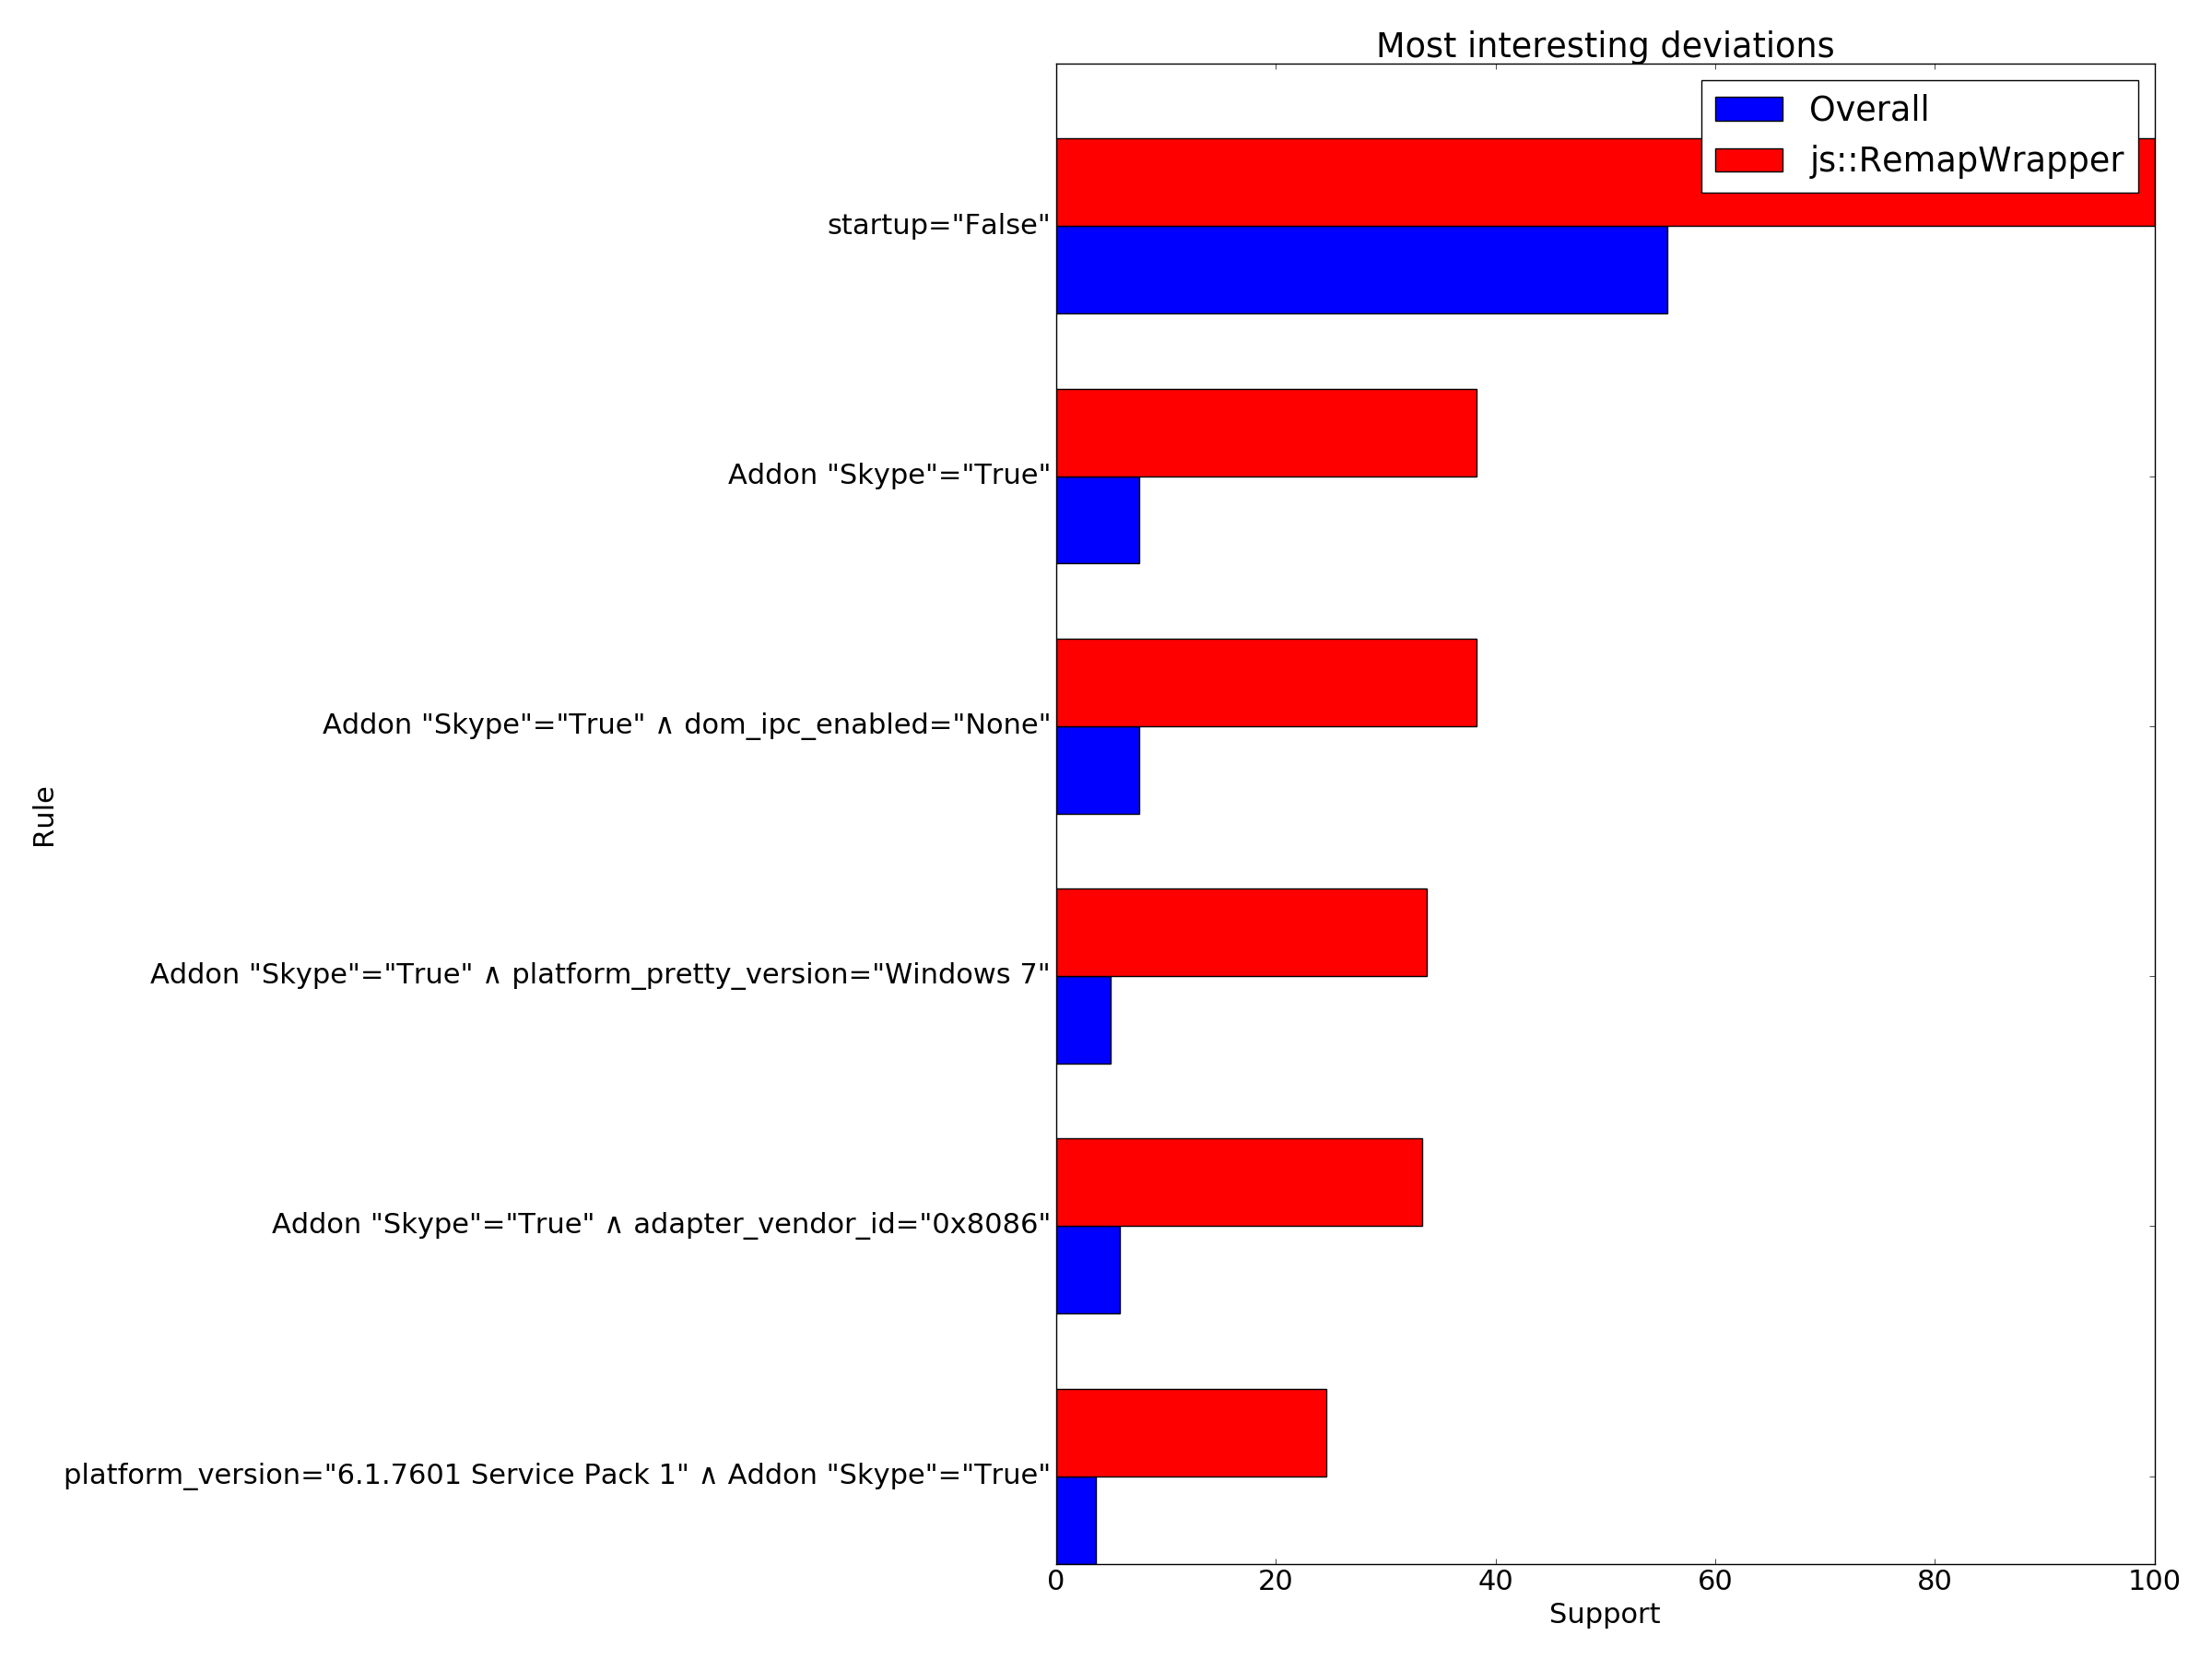 Most interesting deviations
Overall
js::RemapWrapper
startup="False"
Addon "Skype"="True"
Addon "Skype"="True" ∧ dom_ipc_enabled="None"
Rule
Addon "Skype"="True" ∧ platform_pretty_version="Windows 7"
Addon "Skype"="True" ∧ adapter_vendor_id="0x8086"
platform_version="6.1.7601 Service Pack 1" ∧ Addon "Skype"="True"
0 20 40 60 80 100
Support